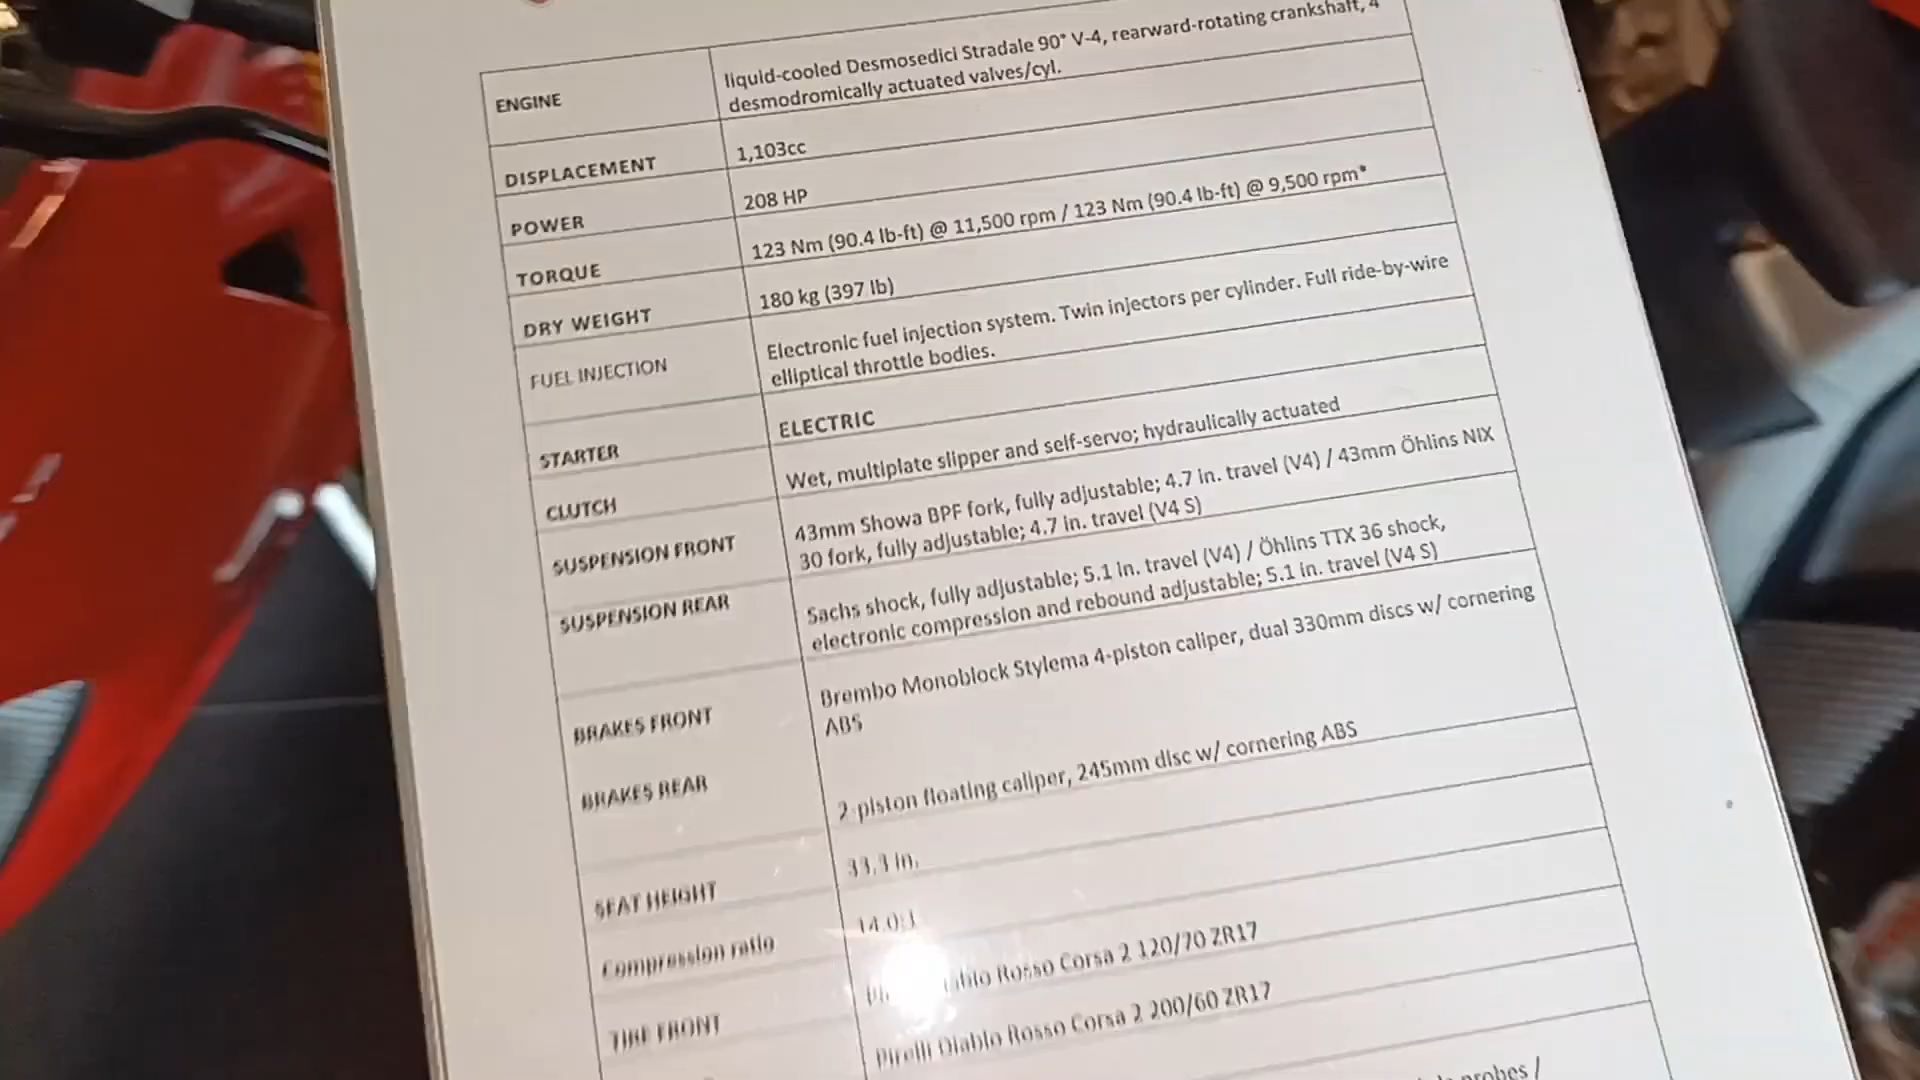 ENGINE
liquid-cooled Desmosedici Stradale 90° V-4, rearward-rotating crankshaft, 4
desmodromically actuated valves/cyl.
DISPLACEMENT
1,103cc
POWER
208 HP
TORQUE
123 Nm (90.4 lb-ft) @ 11,500 rpm / 123 Nm (90.4 lb-ft) @ 9,500 rpm*
DRY WEIGHT
180 kg (397 lb)
FUEL INJECTION
Electronic fuel injection system. Twin injectors per cylinder. Full ride-by-wire
elliptical throttle bodies.
STARTER
ELECTRIC
CLUTCH
Wet, multiplate slipper and self-servo; hydraulically actuated
SUSPENSION FRONT
43mm Showa BPF fork, fully adjustable; 4.7 in. travel (V4) / 43mm Öhlins NIX
30 fork, fully adjustable; 4.7 in. travel (V4 S)
SUSPENSION REAR
Sachs shock, fully adjustable; 5.1 in. travel (V4) / Öhlins TTX 36 shock,
electronic compression and rebound adjustable; 5.1 in. travel (V4 S)
BRAKES FRONT
Brembo Monoblock Stylema 4-piston caliper, dual 330mm discs w/ cornering
ABS
BRAKES REAR
2-piston floating caliper, 245mm disc w/ cornering ABS
SEAT HEIGHT
33.3 in.
Compression ratio
14.0:1
TIRE FRONT
Rosso Corsa 2 120/70 ZR17
Pirelli Diablo Rosso Corsa 2 200/60 ZR17
probes /